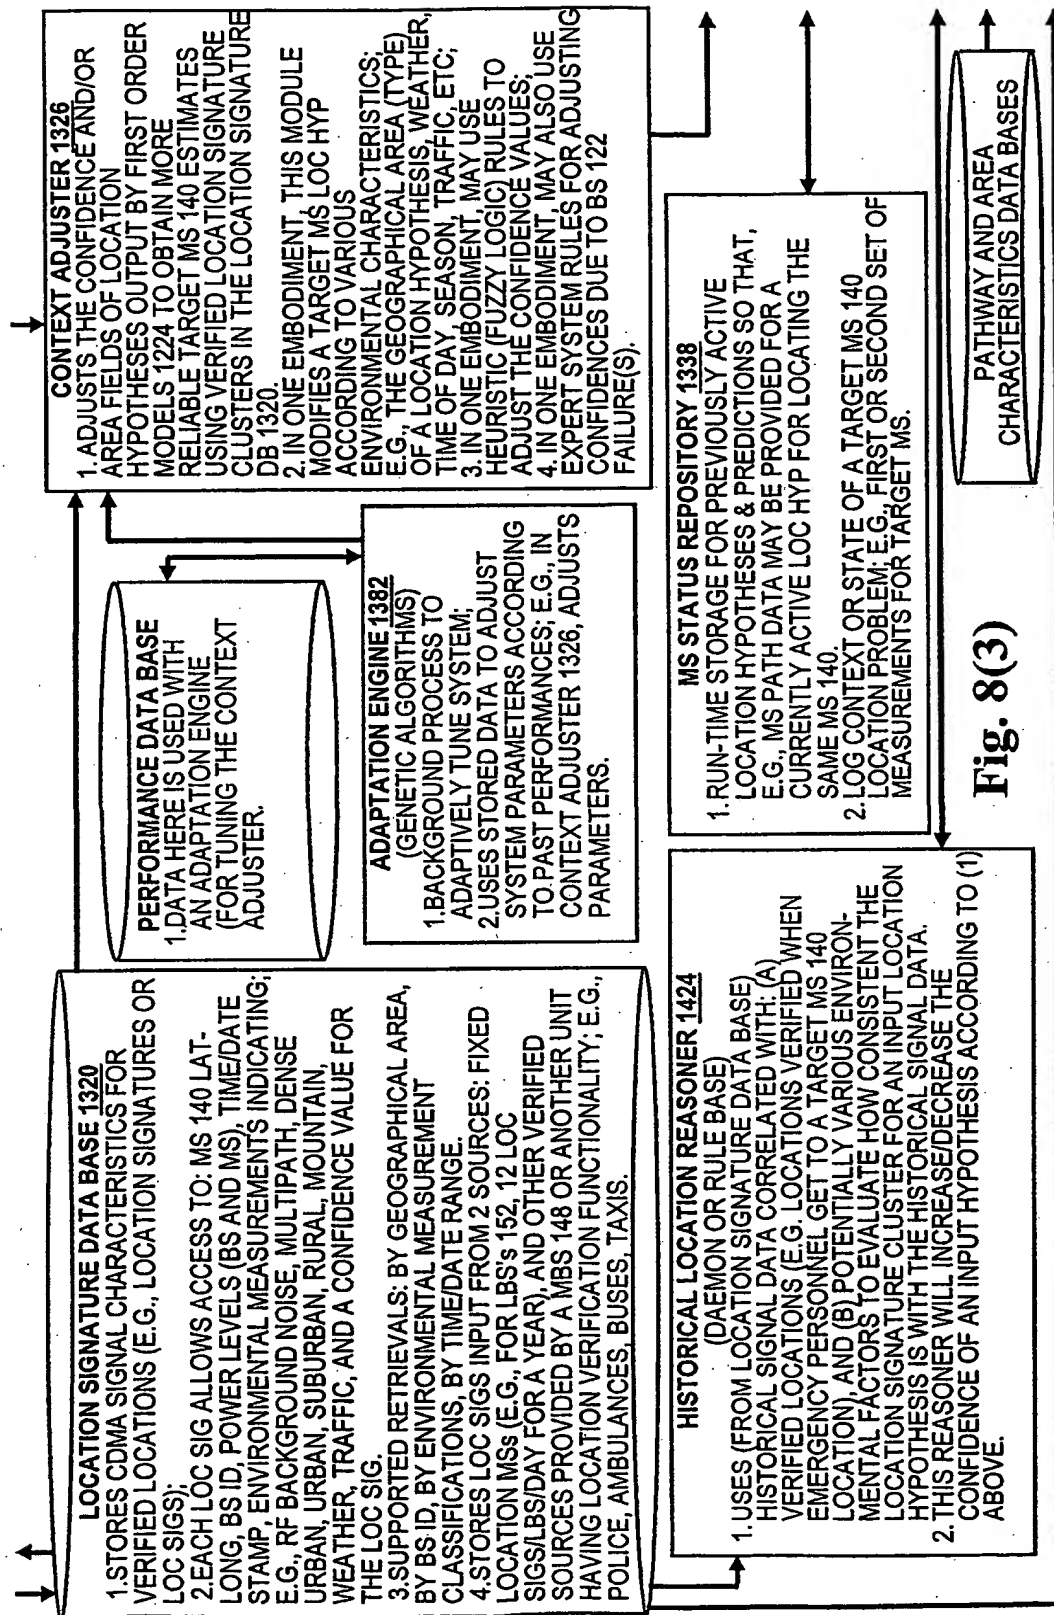 LOCATION SIGNATURE DATA BASE 1320
1.STORES CDMA SIGNAL CHARACTERISTICS FOR
VERIFIED LOCATIONS (E.G., LOCATION SIGNATURES OR
LOC SIGS);
2.EACH LOC SIG ALLOWS ACCESS TO: MS 140 LAT-
LONG, BS ID, POWER LEVELS (BS AND MS), TIME/DATE
STAMP, ENVIRONMENTAL MEASUREMENTS INDICATING;
E.G., RF BACKGROUND NOISE, MULTIPATH, DENSE
URBAN, URBAN, SUBURBAN, RURAL, MOUNTAIN,
WEATHER, TRAFFIC, AND A CONFIDENCE VALUE FOR
THE LOC SIG.
3.SUPPORTED RETRIEVALS: BY GEOGRAPHICAL AREA,
BY BS ID, BY ENVIRONMENTAL MEASUREMENT
CLASSIFICATIONS, BY TIME/DATE RANGE.
4.STORES LOC SIGS INPUT FROM 2 SOURCES: FIXED
LOCATION MSs (E.G., FOR LBS's 152, 12 LOC
SIGS/LBS/DAY FOR A YEAR), AND OTHER VERIFIED
SOURCES PROVIDED BY A MBS 148 OR ANOTHER UNIT
HAVING LOCATION VERIFICATION FUNCTIONALITY; E.G.,
POLICE, AMBULANCES, BUSES, TAXIS.
PERFORMANCE DATA BASE
1.DATA HERE IS USED WITH
AN ADAPTATION ENGINE
(FOR TUNING THE CONTEXT
ADJUSTER.
ADAPTATION ENGINE 1382
(GENETIC ALGORITHMS)
1.BACKGROUND PROCESS TO
ADAPTIVELY TUNE SYSTEM;
2.USES STORED DATA TO ADJUST
SYSTEM PARAMETERS ACCORDING
TO PAST PERFORMANCES; E.G., IN
CONTEXT ADJUSTER 1326, ADJUSTS
PARAMETERS.
CONTEXT ADJUSTER 1326
1. ADJUSTS THE CONFIDENCE AND/OR
AREA FIELDS OF LOCATION
HYPOTHESES OUTPUT BY FIRST ORDER
MODELS 1224 TO OBTAIN MORE
RELIABLE TARGET MS 140 ESTIMATES
USING VERIFIED LOCATION SIGNATURE
CLUSTERS IN THE LOCATION SIGNATURE
DB 1320.
2. IN ONE EMBODIMENT, THIS MODULE
MODIFIES A TARGET MS LOC HYP
ACCORDING TO VARIOUS
ENVIRONMENTAL CHARACTERISTICS;
E.G., THE GEOGRAPHICAL AREA (TYPE)
OF A LOCATION HYPOTHESIS, WEATHER,
TIME OF DAY, SEASON, TRAFFIC, ETC;
3. IN ONE EMBODIMENT, MAY USE
HEURISTIC (FUZZY LOGIC) RULES TO
ADJUST THE CONFIDENCE VALUES;
4. IN ONE EMBODIMENT, MAY ALSO USE
EXPERT SYSTEM RULES FOR ADJUSTING
CONFIDENCES DUE TO BS 122
FAILURE(S).
HISTORICAL LOCATION REASONER 1424
(DAEMON OR RULE BASE)
1. USES (FROM LOCATION SIGNATURE DATA BASE)
HISTORICAL SIGNAL DATA CORRELATED WITH: (A)
VERIFIED LOCATIONS (E.G. LOCATIONS VERIFIED WHEN
EMERGENCY PERSONNEL GET TO A TARGET MS 140
LOCATION), AND (B) POTENTIALLY VARIOUS ENVIRON-
MENTAL FACTORS TO EVALUATE HOW CONSISTENT THE
LOCATION SIGNATURE CLUSTER FOR AN INPUT LOCATION
HYPOTHESIS IS WITH THE HISTORICAL SIGNAL DATA.
2. THIS REASONER WILL INCREASE/DECREASE THE
CONFIDENCE OF AN INPUT HYPOTHESIS ACCORDING TO (1)
ABOVE.
MS STATUS REPOSITORY 1338
1. RUN-TIME STORAGE FOR PREVIOUSLY ACTIVE
LOCATION HYPOTHESES & PREDICTIONS SO THAT,
E.G., MS PATH DATA MAY BE PROVIDED FOR A
CURRENTLY ACTIVE LOC HYP FOR LOCATING THE
SAME MS 140.
2. LOG CONTEXT OR STATE OF A TARGET MS 140
LOCATION PROBLEM; E.G., FIRST OR SECOND SET OF
MEASUREMENTS FOR TARGET MS.
PATHWAY AND AREA
CHARACTERISTICS DATA BASES
Fig. 8(3)